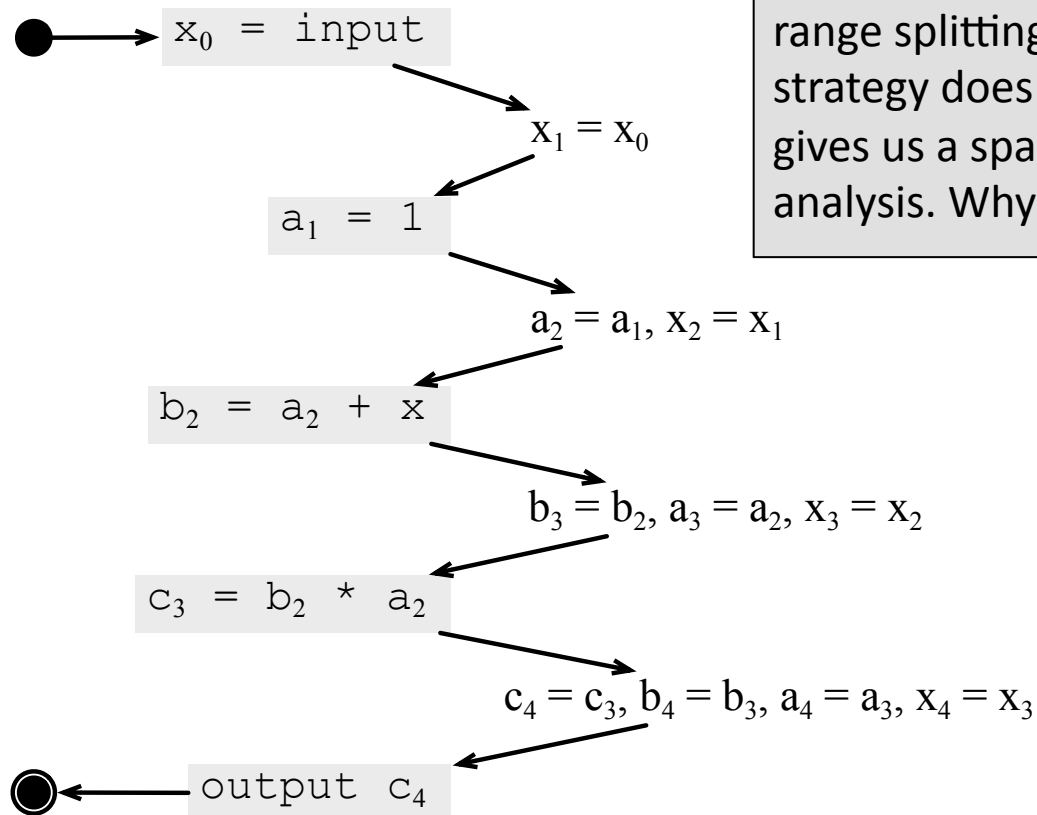 x₀ = input
x₁ = x₀
a₁ = 1
a₂ = a₁, x₂ = x₁
b₂ = a₂ + x
b₃ = b₂, a₃ = a₂, x₃ = x₂
c₃ = b₂ * a₂
c₄ = c₃, b₄ = b₃, a₄ = a₃, x₄ = x₃
output c₄
range splitting
strategy does
gives us a spa
analysis. Why